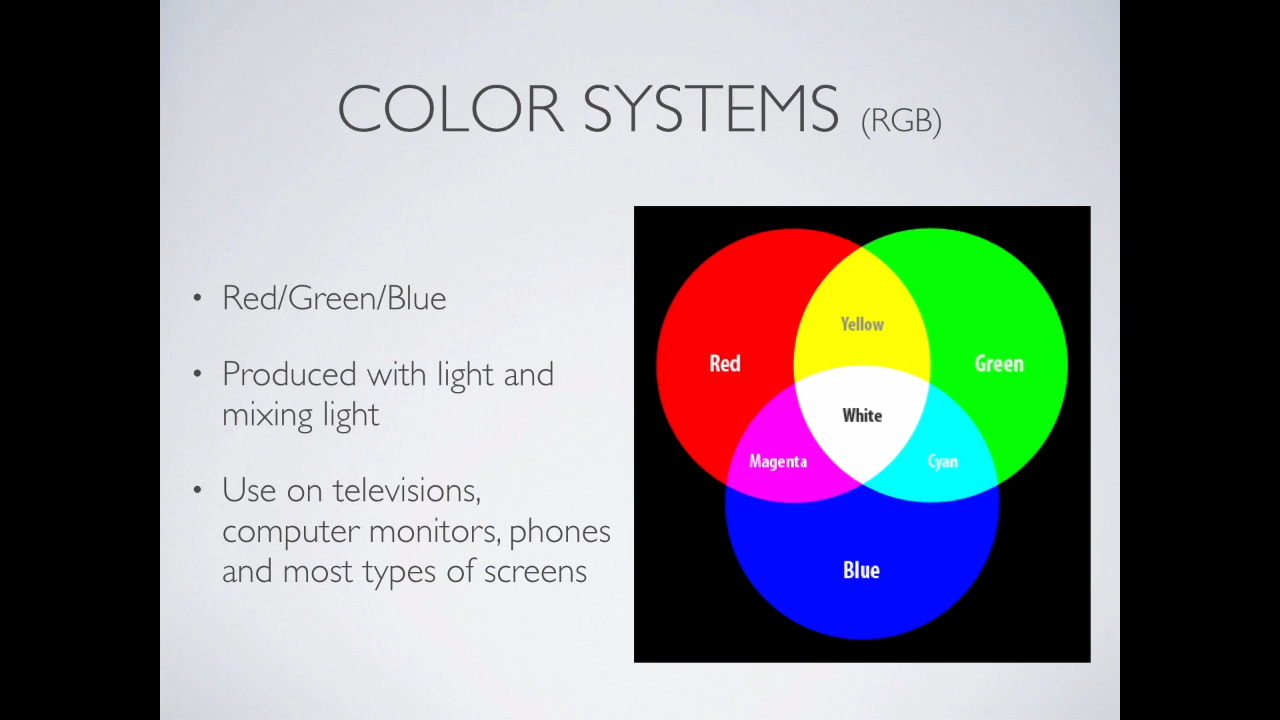 COLOR SYSTEMS (RGB)
• Red/Green/Blue
• Produced with light and
mixing light
• Use on televisions,
computer monitors, phones
and most types of screens
Yellow
Red
Green
White
Magenta
Cyan
Blue